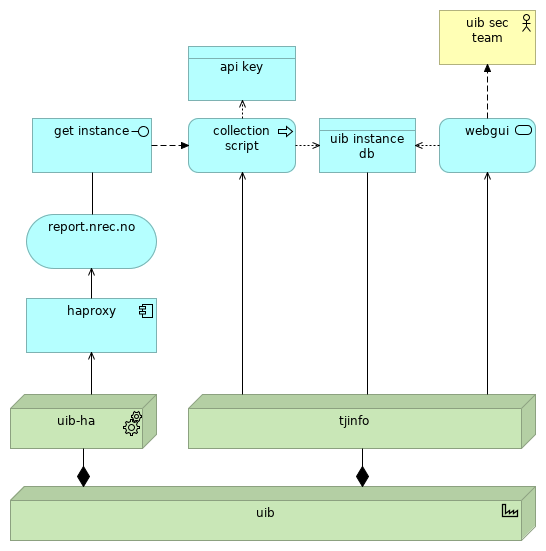 uib sec
team
api key
get instance
collection
script
uib instance
db
webgui
report.nrec.no
haproxy
uib-ha
tjinfo
uib